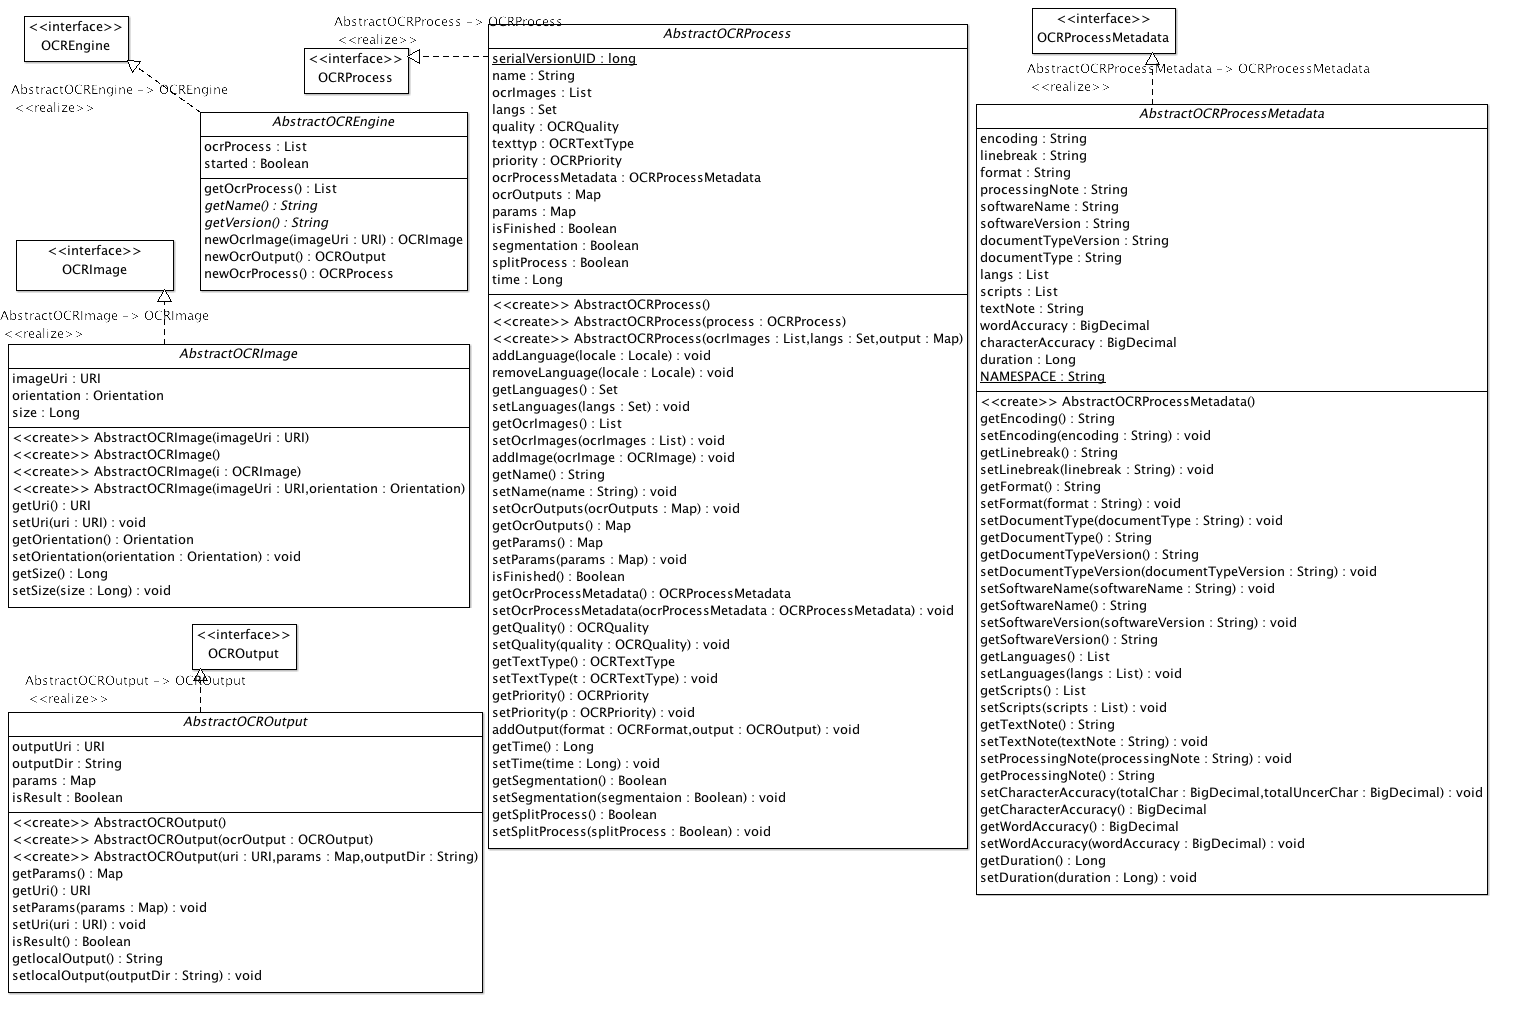 <<interface>>
OCREngine
AbstractOCREngine -> OCREngine
<<realize>>
AbstractOCREngine
ocrProcess : List
started : Boolean
getOcrProcess() : List
getName() : String
getVersion() : String
newOcrImage(imageUri : URI) : OCRImage
newOcrOutput() : OCROutput
newOcrProcess() : OCRProcess
<<interface>>
OCRImage
AbstractOCRImage -> OCRImage
<<realize>>
AbstractOCRImage
imageUri : URI
orientation : Orientation
size : Long
<<create>> AbstractOCRImage(imageUri : URI)
<<create>> AbstractOCRImage()
<<create>> AbstractOCRImage(i : OCRImage)
<<create>> AbstractOCRImage(imageUri : URI,orientation : Orientation)
getUri() : URI
setUri(uri : URI) : void
getOrientation() : Orientation
setOrientation(orientation : Orientation) : void
getSize() : Long
setSize(size : Long) : void
<<interface>>
OCROutput
AbstractOCROutput -> OCROutput
<<realize>>
AbstractOCROutput
outputUri : URI
outputDir : String
params : Map
isResult : Boolean
<<create>> AbstractOCROutput()
<<create>> AbstractOCROutput(ocrOutput : OCROutput)
<<create>> AbstractOCROutput(uri : URI,params : Map,outputDir : String)
getParams() : Map
getUri() : URI
setParams(params : Map) : void
setUri(uri : URI) : void
isResult() : Boolean
getlocalOutput() : String
setlocalOutput(outputDir : String) : void
AbstractOCRProcess -> OCRProcess
<<realize>>
<<interface>>
OCRProcess
AbstractOCRProcess
serialVersionUID : long
name : String
ocrImages : List
langs : Set
quality : OCRQuality
texttyp : OCRTextType
priority : OCRPriority
ocrProcessMetadata : OCRProcessMetadata
ocrOutputs : Map
params : Map
isFinished : Boolean
segmentation : Boolean
splitProcess : Boolean
time : Long
<<create>> AbstractOCRProcess()
<<create>> AbstractOCRProcess(process : OCRProcess)
<<create>> AbstractOCRProcess(ocrImages : List,langs : Set,output : Map)
addLanguage(locale : Locale) : void
removeLanguage(locale : Locale) : void
getLanguages() : Set
setLanguages(langs : Set) : void
getOcrImages() : List
setOcrImages(ocrImages : List) : void
addImage(ocrImage : OCRImage) : void
getName() : String
setName(name : String) : void
setOcrOutputs(ocrOutputs : Map) : void
getOcrOutputs() : Map
getParams() : Map
setParams(params : Map) : void
isFinished() : Boolean
getOcrProcessMetadata() : OCRProcessMetadata
setOcrProcessMetadata(ocrProcessMetadata : OCRProcessMetadata) : void
getQuality() : OCRQuality
setQuality(quality : OCRQuality) : void
getTextType() : OCRTextType
setTextType(t : OCRTextType) : void
getPriority() : OCRPriority
setPriority(p : OCRPriority) : void
addOutput(format : OCRFormat,output : OCROutput) : void
getTime() : Long
setTime(time : Long) : void
getSegmentation() : Boolean
setSegmentation(segmentaion : Boolean) : void
getSplitProcess() : Boolean
setSplitProcess(splitProcess : Boolean) : void
<<interface>>
OCRProcessMetadata
AbstractOCRProcessMetadata -> OCRProcessMetadata
<<realize>>
AbstractOCRProcessMetadata
encoding : String
linebreak : String
format : String
processingNote : String
softwareName : String
softwareVersion : String
documentTypeVersion : String
documentType : String
langs : List
scripts : List
textNote : String
wordAccuracy : BigDecimal
characterAccuracy : BigDecimal
duration : Long
NAMESPACE : String
<<create>> AbstractOCRProcessMetadata()
getEncoding() : String
setEncoding(encoding : String) : void
getLinebreak() : String
setLinebreak(linebreak : String) : void
getFormat() : String
setFormat(format : String) : void
setDocumentType(documentType : String) : void
getDocumentType() : String
getDocumentTypeVersion() : String
setDocumentTypeVersion(documentTypeVersion : String) : void
setSoftwareName(softwareName : String) : void
getSoftwareName() : String
setSoftwareVersion(softwareVersion : String) : void
getSoftwareVersion() : String
getLanguages() : List
setLanguages(langs : List) : void
getScripts() : List
setScripts(scripts : List) : void
getTextNote() : String
setTextNote(textNote : String) : void
setProcessingNote(processingNote : String) : void
getProcessingNote() : String
setCharacterAccuracy(totalChar : BigDecimal,totalUncerChar : BigDecimal) : void
getCharacterAccuracy() : BigDecimal
getWordAccuracy() : BigDecimal
setWordAccuracy(wordAccuracy : BigDecimal) : void
getDuration() : Long
setDuration(duration : Long) : void